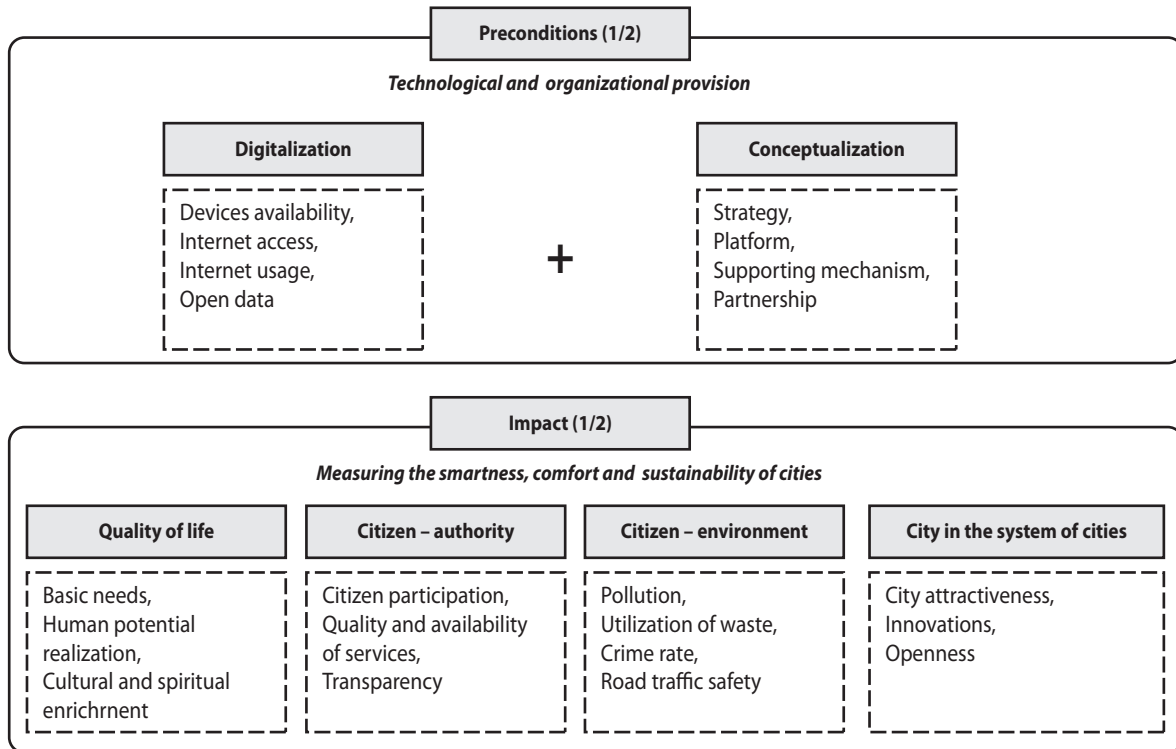 Preconditions (1/2)
Technological and organizational provision
Digitalization
Devices availability,
Internet access,
Internet usage,
Open data
+
Conceptualization
Strategy,
Platform,
Supporting mechanism,
Partnership
Impact (1/2)
Measuring the smartness, comfort and sustainability of cities
Quality of life
Basic needs,
Human potential
realization,
Cultural and spiritual
enrichrnent
Citizen – authority
Citizen participation,
Quality and availability
of services,
Transparency
Citizen – environment
Pollution,
Utilization of waste,
Crime rate,
Road traffic safety
City in the system of cities
City attractiveness,
Innovations,
Openness